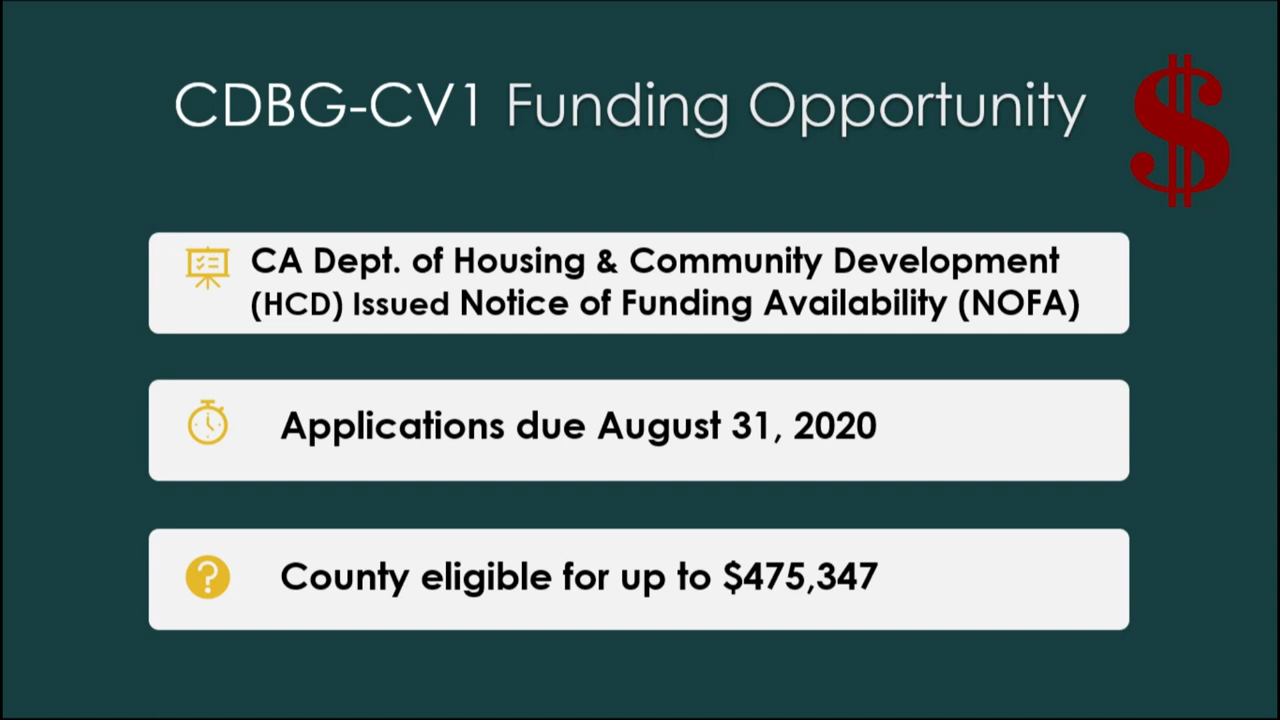 CDBG-CV1 Funding Opportunity
$
CA Dept. of Housing & Community Development
(HCD) Issued Notice of Funding Availability (NOFA)
Applications due August 31, 2020
County eligible for up to $475,347